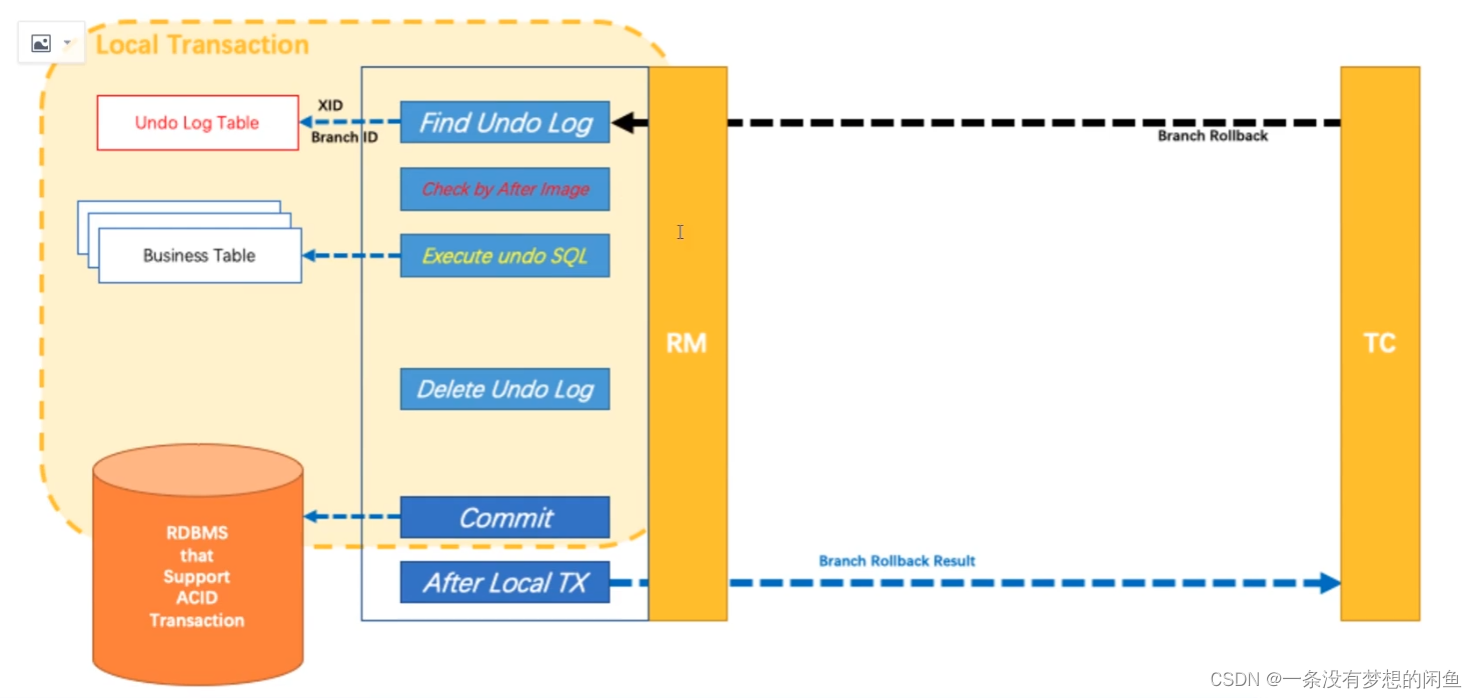 Local Transaction
Undo Log Table
XID
Branch ID
Find Undo Log
Branch Rollback
Check by After Image
Business Table
Execute undo SQL
RM
TC
Delete Undo Log
Commit
RDBMS
that
Support
ACID
Transaction
After Local TX
Branch Rollback Result
CSDN @一条没有梦想的闲鱼